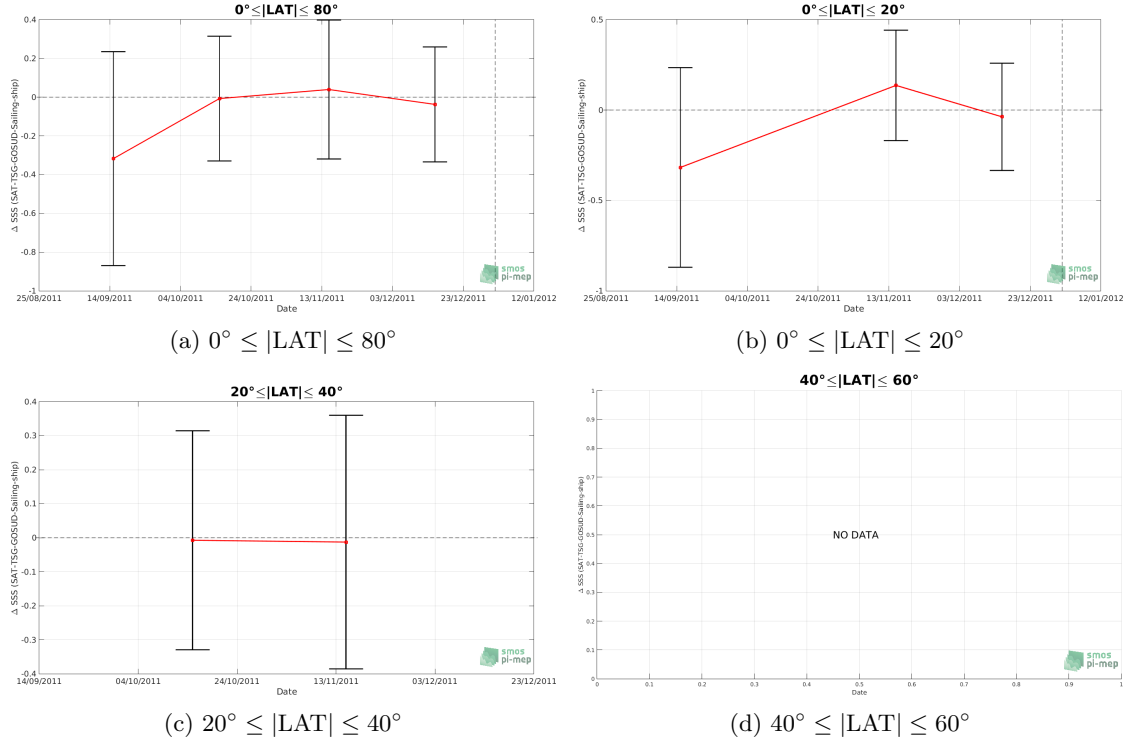 0°≤|LAT|≤ 80°
Δ SSS (SAT-TSG-GOSUD-Sailing-ship)
0.4
0.2
0
-0.2
-0.4
-0.6
-0.8
-1
25/08/2011 14/09/2011 04/10/2011 24/10/2011 13/11/2011 03/12/2011 23/12/2011 12/01/2012
Date
smos
pi-mep
(a) 0° ≤ |LAT| ≤ 80°
0°≤|LAT|≤ 20°
Δ SSS (SAT-TSG-GOSUD-Sailing-ship)
0.5
0
-0.5
-1
25/08/2011 14/09/2011 04/10/2011 24/10/2011 13/11/2011 03/12/2011 23/12/2011 12/01/2012
Date
smos
pi-mep
(b) 0° ≤ |LAT| ≤ 20°
20°≤|LAT|≤ 40°
Δ SSS (SAT-TSG-GOSUD-Sailing-ship)
0.4
0.3
0.2
0.1
0
-0.1
-0.2
-0.3
-0.4
14/09/2011 04/10/2011 24/10/2011 13/11/2011 03/12/2011 23/12/2011
Date
smos
pi-mep
(c) 20° ≤ |LAT| ≤ 40°
40°≤|LAT|≤ 60°
Δ SSS (SAT-TSG-GOSUD-Sailing-ship)
1
0.9
0.8
0.7
0.6
0.5
0.4
0.3
0.2
0.1
0
NO DATA
0 0.1 0.2 0.3 0.4 0.5 0.6 0.7 0.8 0.9 1
Date
smos
pi-mep
(d) 40° ≤ |LAT| ≤ 60°